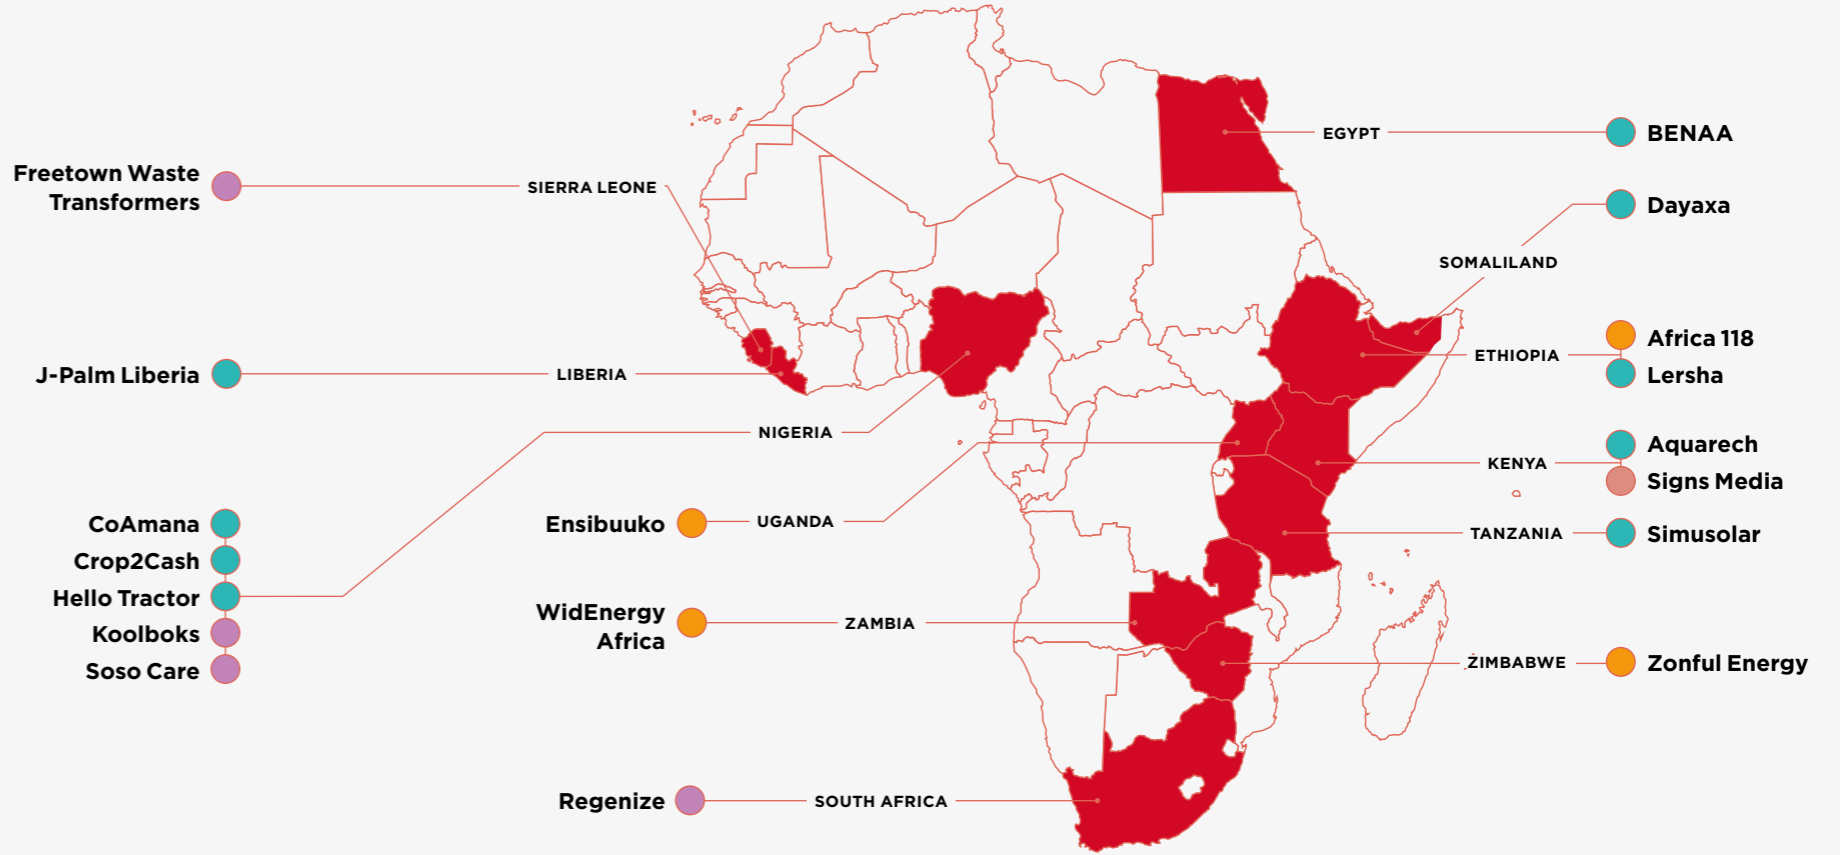 EGYPT
BENAA
Freetown Waste
Transformers
SIERRA LEONE
Dayaxa
SOMALILAND
Africa 118
ETHIOPIA
Lersha
J-Palm Liberia
LIBERIA
NIGERIA
Aquarech
KENYA
Signs Media
CoAmana
Crop2Cash
Hello Tractor
Koolboks
Soso Care
Ensibuuko
UGANDA
TANZANIA
Simusolar
WidEnergy
Africa
ZAMBIA
ZIMBABWE
Zonful Energy
Regenize
SOUTH AFRICA